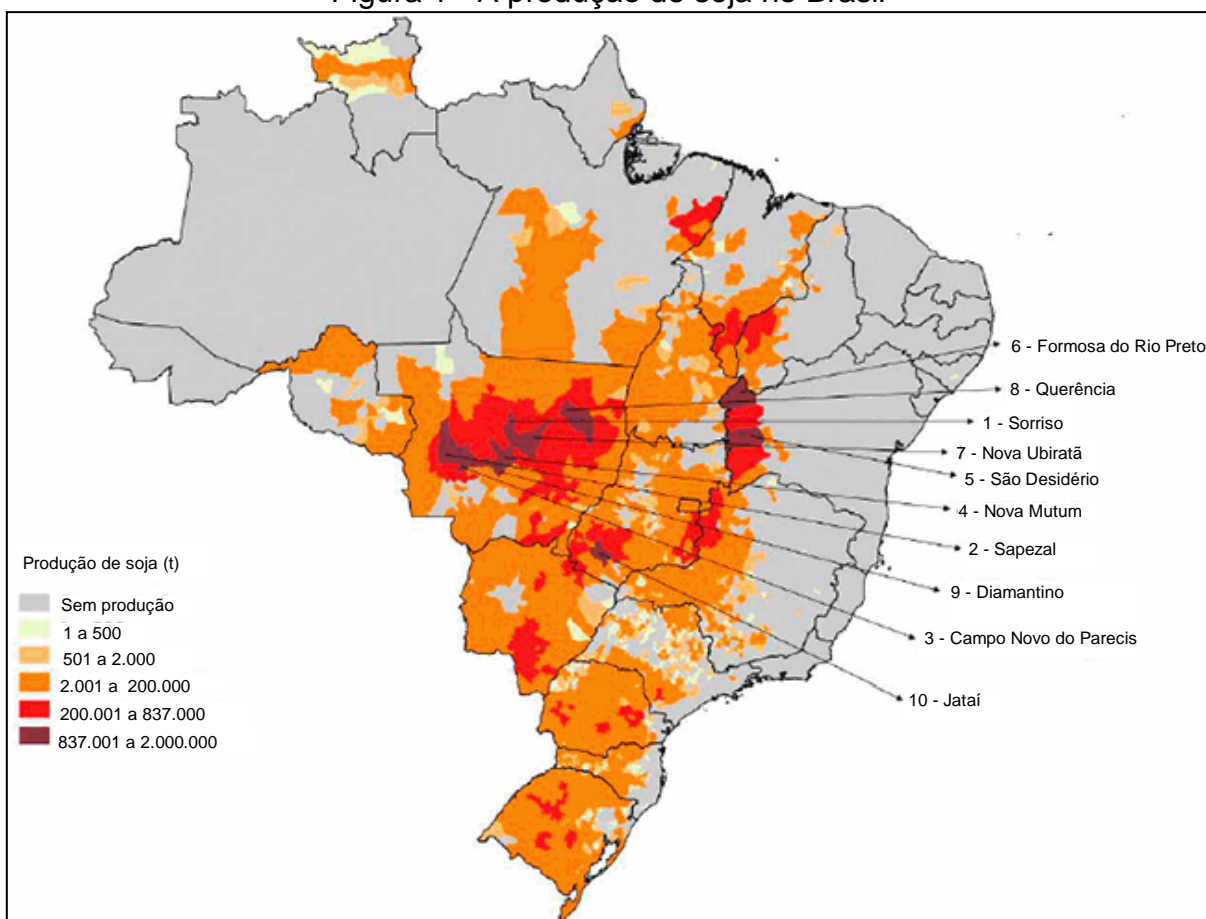 6 - Formosa do Rio Preto
8 - Querência
1 - Sorriso
7 - Nova Ubiratã
5 - São Desidério
4 - Nova Mutum
2 - Sapezal
9 - Diamantino
3 - Campo Novo do Parecis
10 - Jataí
Produção de soja (t)
Sem produção
1 a 500
501 a 2.000
2.001 a 200.000
200.001 a 837.000
837.001 a 2.000.000